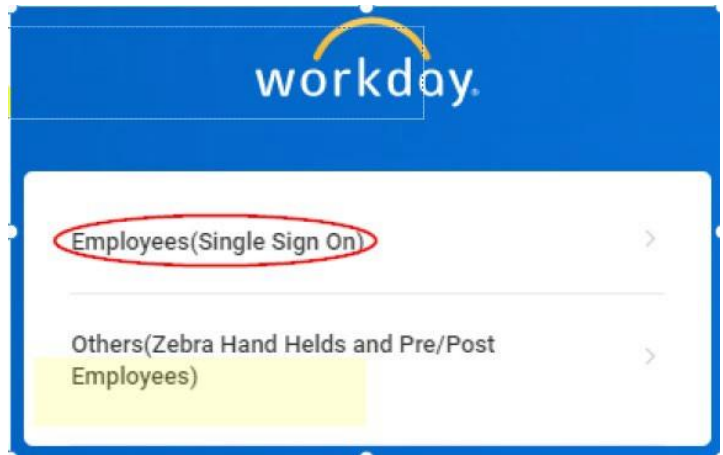 workday.
Employees(Single Sign On)
Others(Zebra Hand Helds and Pre/Post
Employees)